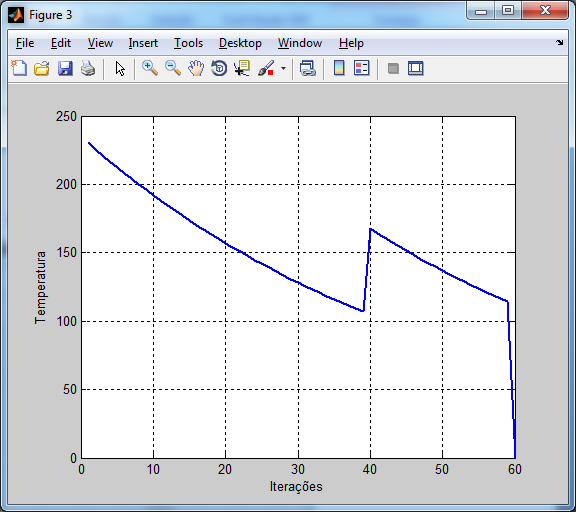 Figure 3
File Edit View Insert Tools Desktop Window Help
250
200
150
100
50
0
Temperatura
0 10 20 30 40 50 60
Iterações